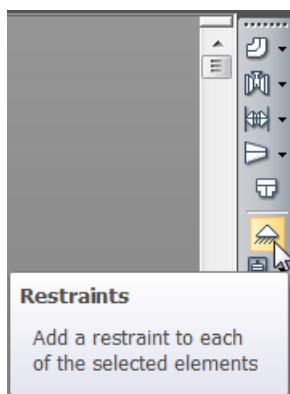 Restraints
Add a restraint to each
of the selected elements